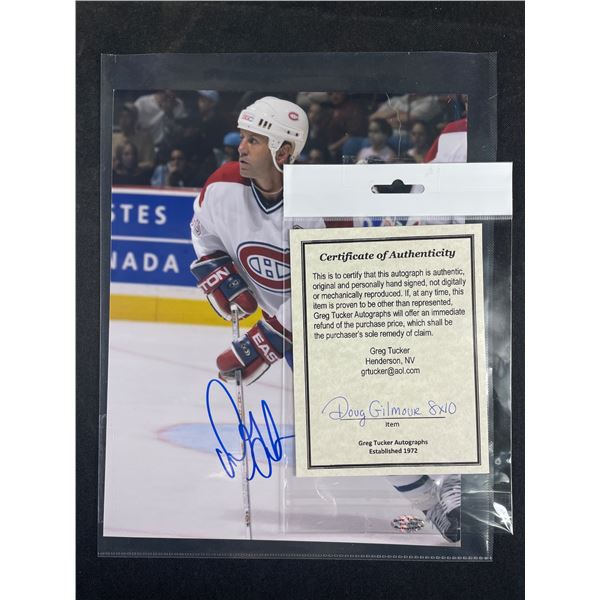 STES
ANADA
EASTON
EAS
Certificate of Authenticity
This is to certify that this autograph is authentic,
original and personally hand signed, not digitally
or mechanically reproduced. If, at any time, this
item is proven to be other than represented,
Greg Tucker Autographs will offer an immediate
refund of the purchase price, which shall be
the purchaser's sole remedy of claim.
Greg Tucker
Henderson, NV
grtucker@aol.com
Doug Gilmour 8x10
Item
Greg Tucker Autographs
Established 1972